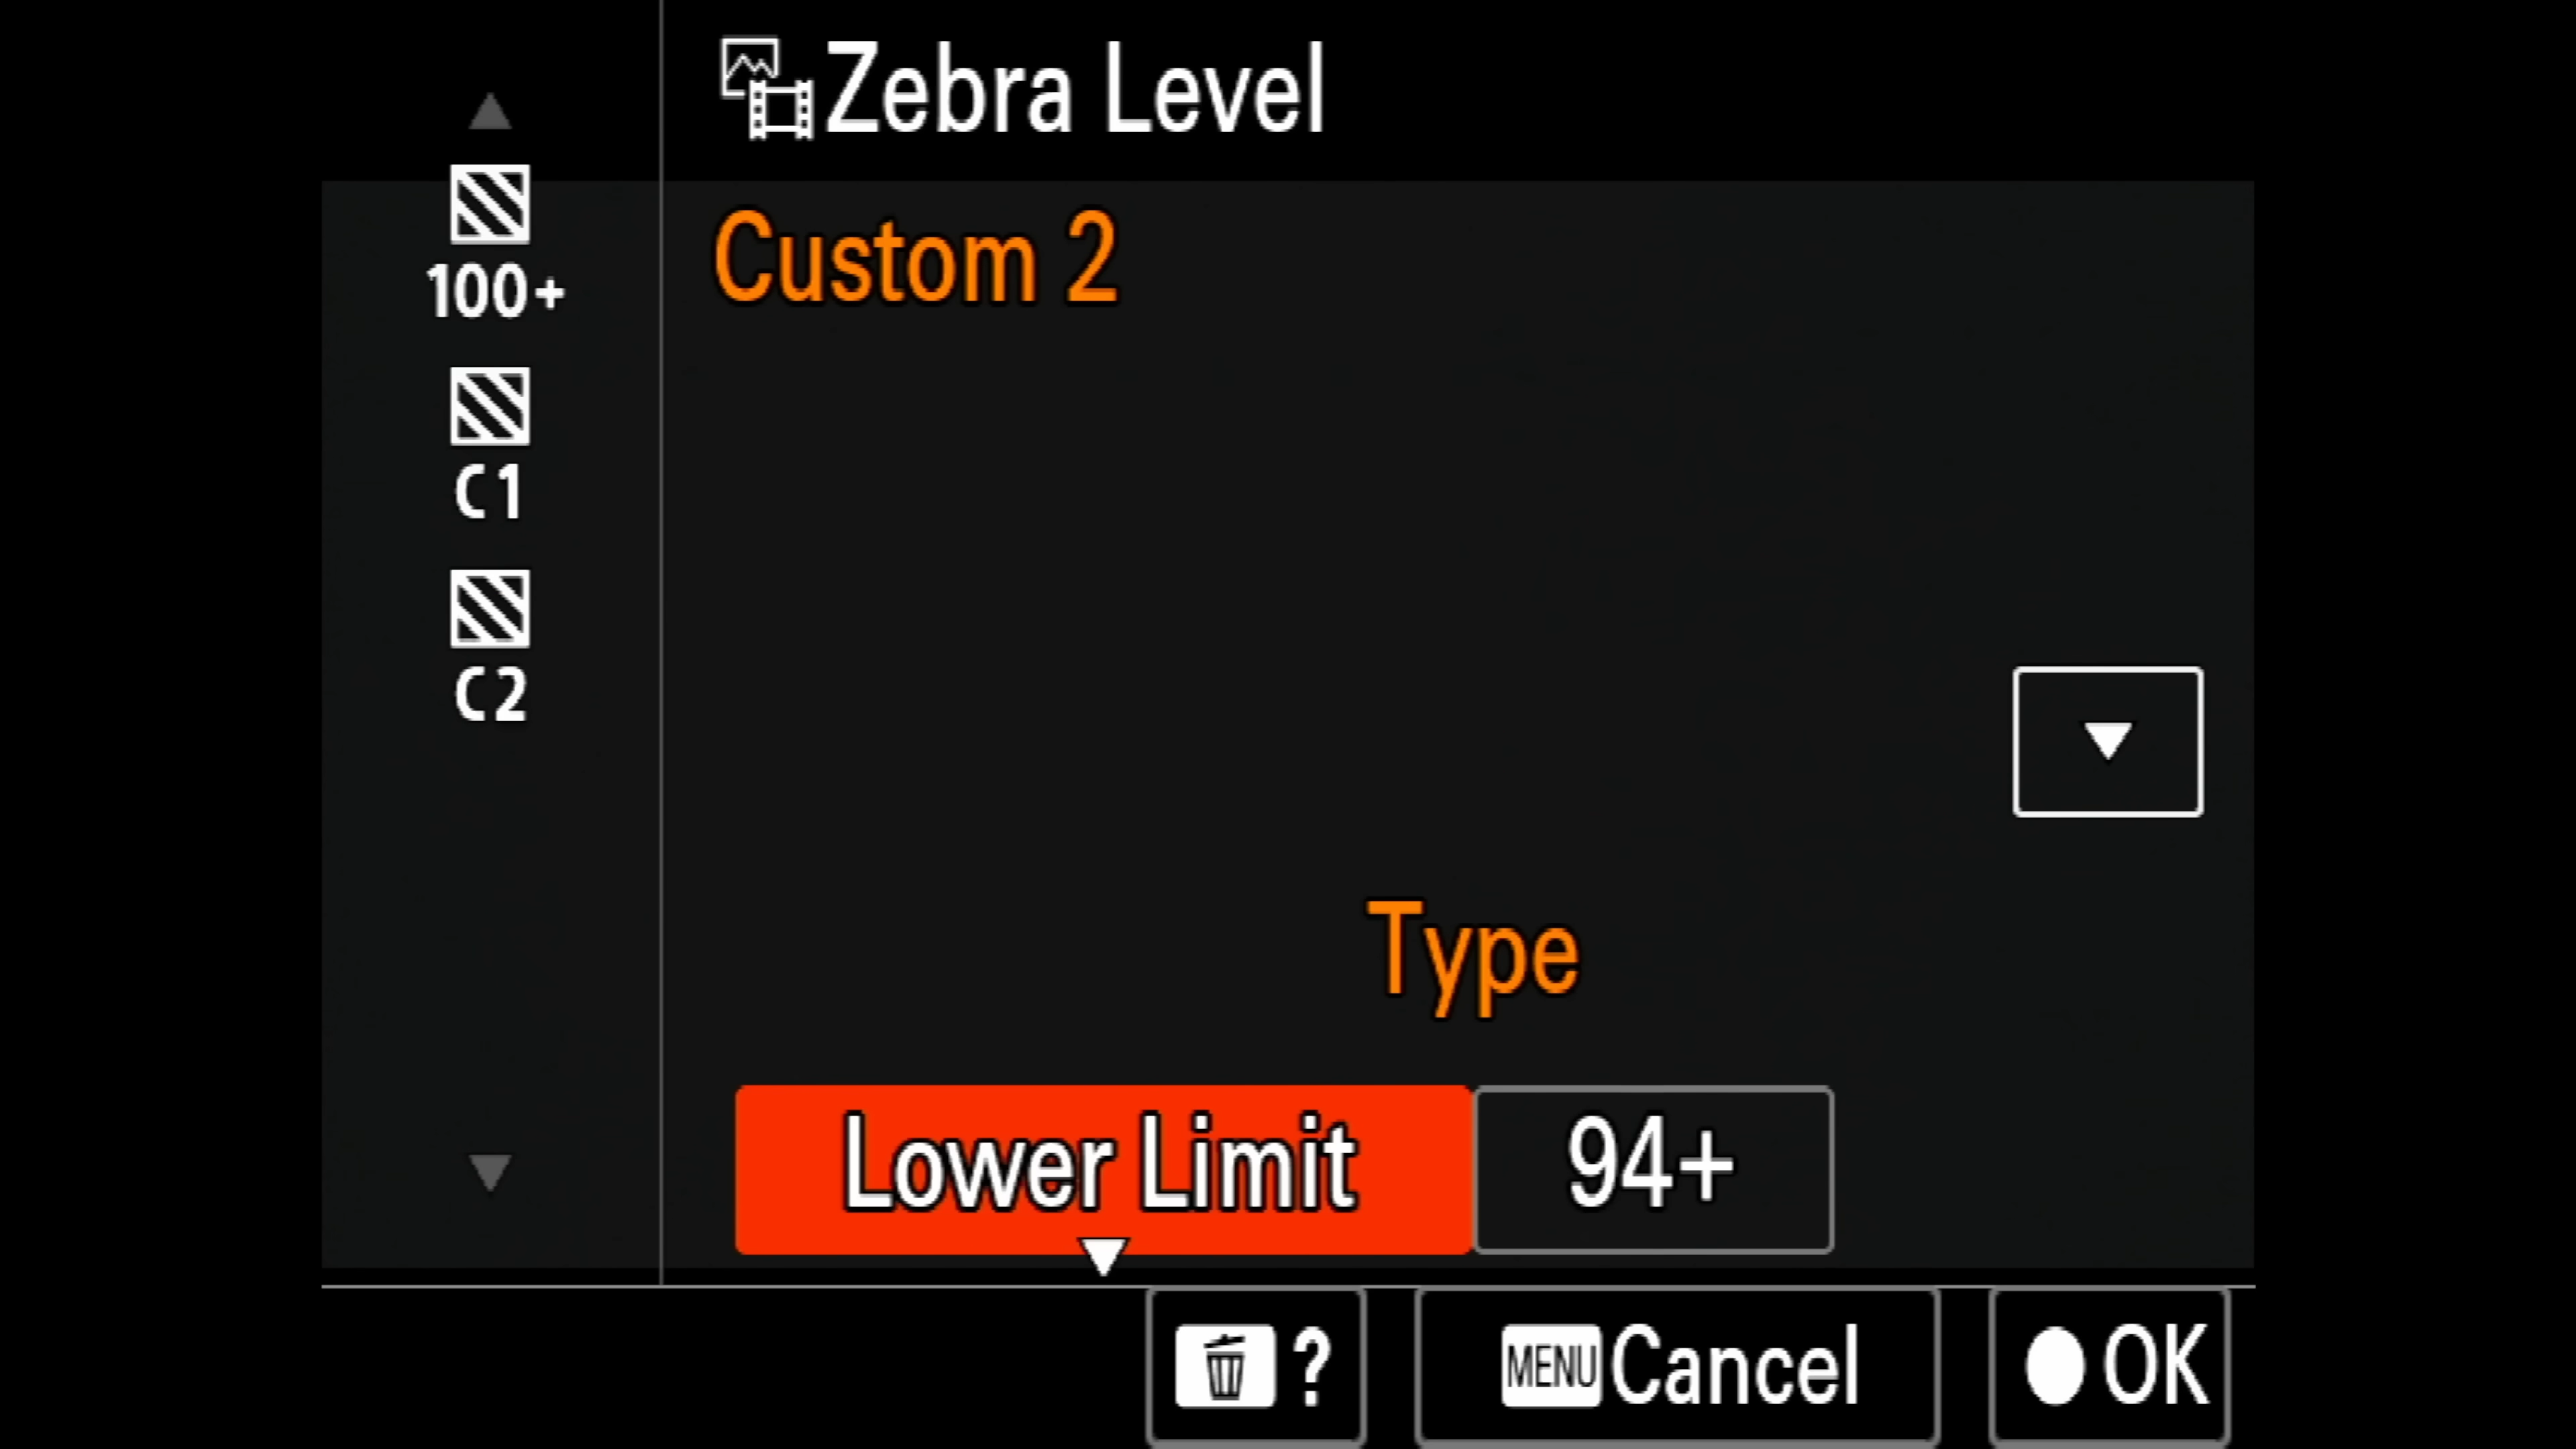 Zebra Level
100+
Custom 2
C1
C2
Type
Lower Limit 94+
? MENU Cancel OK